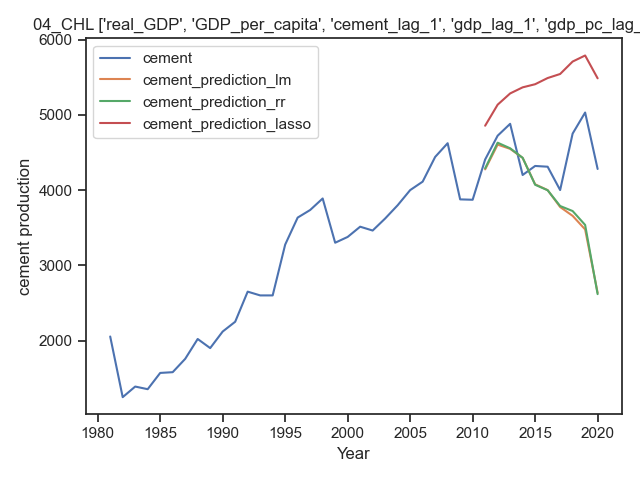 04_CHL ['real_GDP', 'GDP_per_capita', 'cement_lag_1', 'gdp_lag_1', 'gdp_pc_lag_
cement
cement_prediction_lm
cement_prediction_rr
cement_prediction_lasso
6000
5000
4000
3000
2000
cement production
1980 1985 1990 1995 2000 2005 2010 2015 2020
Year